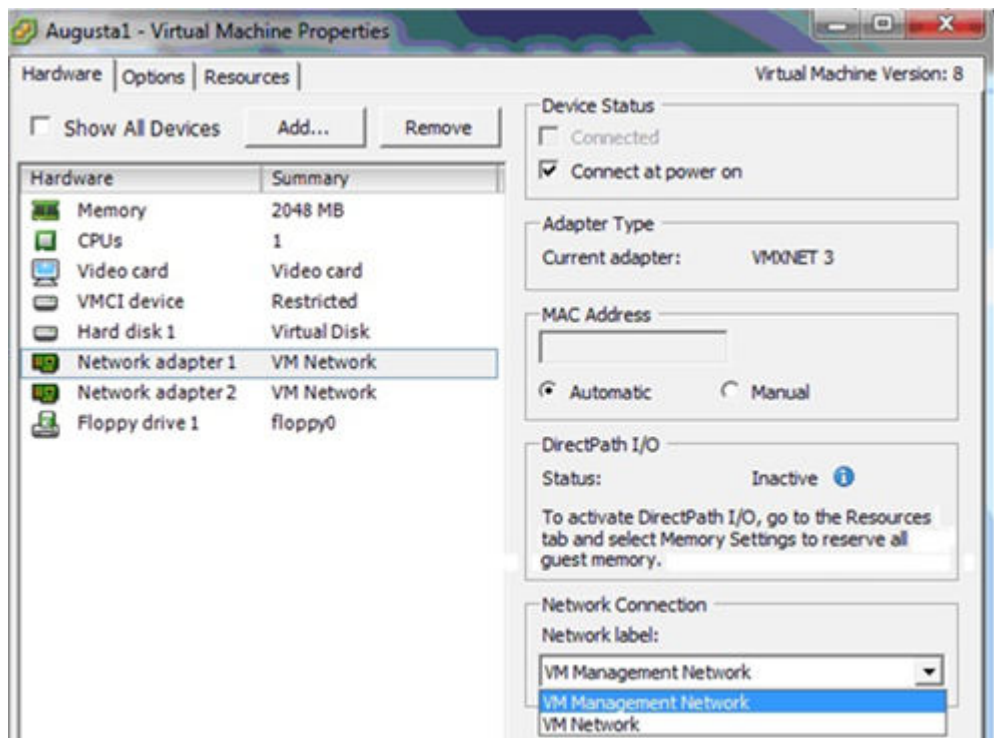 Augusta1 - Virtual Machine Properties
Hardware Options Resources
Virtual Machine Version: 8
Show All Devices Add... Remove
Hardware Summary
Memory 2048 MB
CPUs 1
Video card Video card
VMCI device Restricted
Hard disk 1 Virtual Disk
Network adapter 1 VM Network
Network adapter 2 VM Network
Floppy drive 1 floppy0
Device Status
Connected
Connect at power on
Adapter Type
Current adapter: VMXNET 3
MAC Address
Automatic Manual
DirectPath I/O
Status: Inactive
To activate DirectPath I/O, go to the Resources
tab and select Memory Settings to reserve all
guest memory.
Network Connection
Network label:
VM Management Network
VM Management Network
VM Network